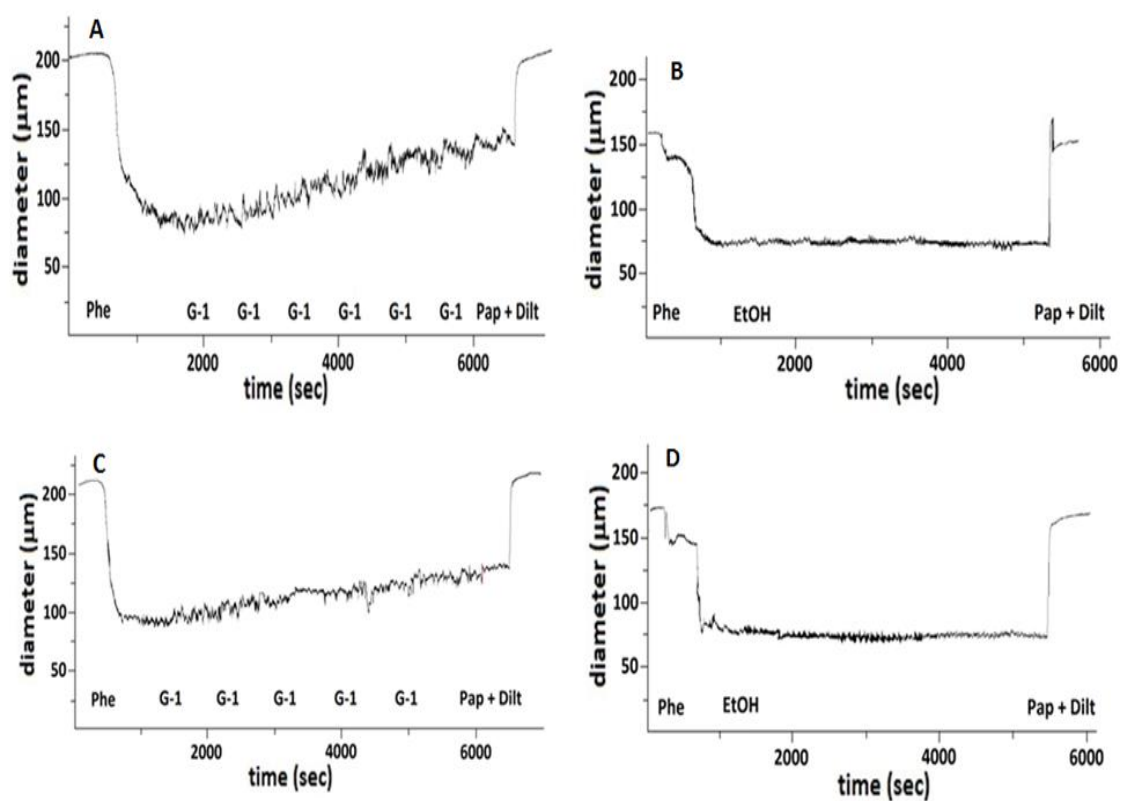 A
diameter (µm)
200
150
100
50
Phe G-1 G-1 G-1 G-1 G-1 G-1 Pap + Dilt
2000 4000 6000
time (sec)
B
diameter (µm)
200
150
100
50
Phe EtOH Pap + Dilt
2000 4000 6000
time (sec)
C
diameter (µm)
200
150
100
50
Phe G-1 G-1 G-1 G-1 G-1 Pap + Dilt
2000 4000 6000
time (sec)
D
diameter (µm)
200
150
100
50
Phe EtOH Pap + Dilt
2000 4000 6000
time (sec)